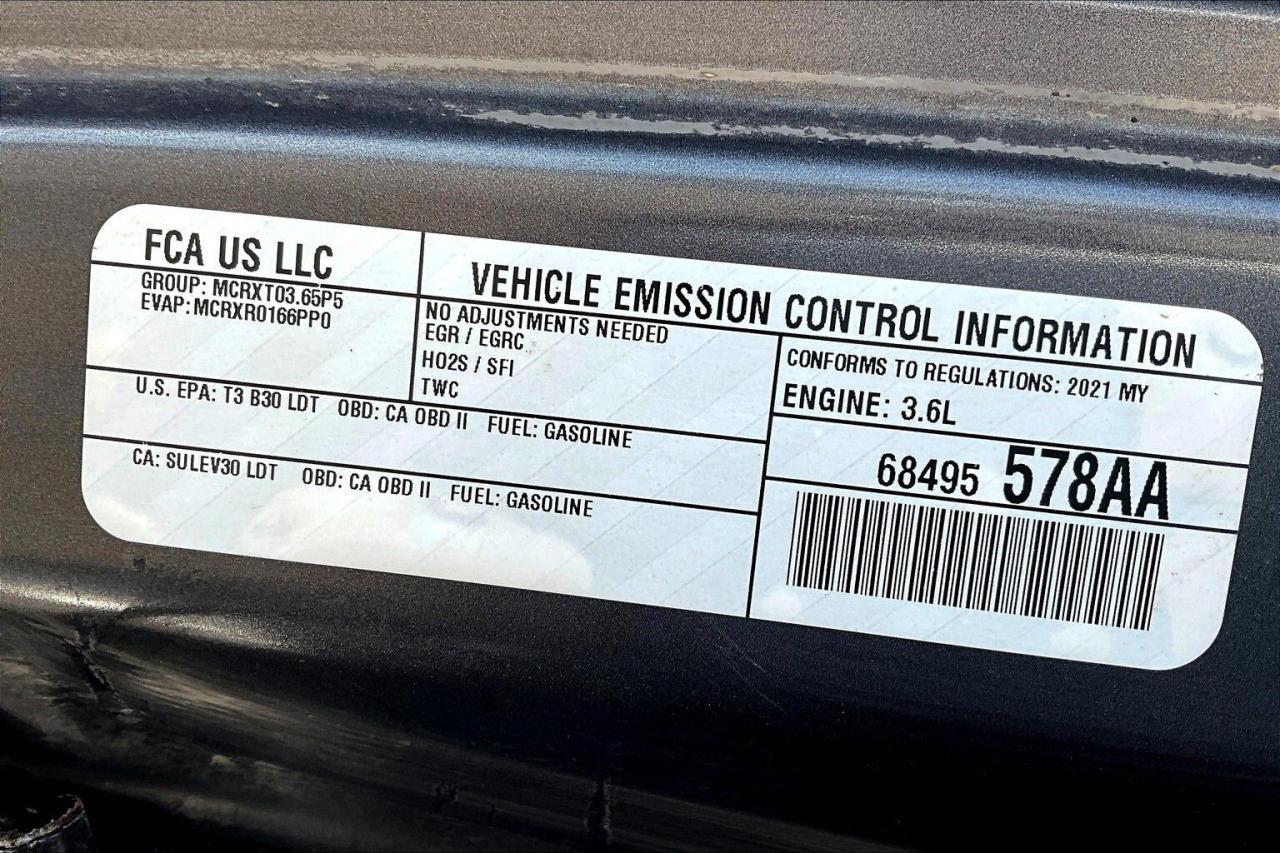 FCA US LLC
GROUP: MCRXT03.65P5
EVAP: MCRXR0166PP0
VEHICLE EMISSION CONTROL INFORMATION
NO ADJUSTMENTS NEEDED
EGR / EGRC
HO2S / SFI
TWC
CONFORMS TO REGULATIONS: 2021 MY
ENGINE: 3.6L
U.S. EPA: T3 B30 LDT OBD: CA OBD II FUEL: GASOLINE
CA: SULEV30 LDT OBD: CA OBD II FUEL: GASOLINE
68495 578AA